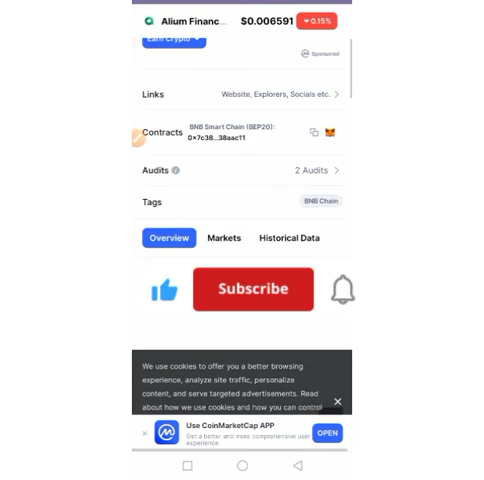 Alium Financ... $0.006591 0.15%
Earn Crypto
Sponsored
Links Website, Explorers, Socials etc.
Contracts BNB Smart Chain (BEP20):
0x7c38...38aac11
Audits 2 Audits
Tags BNB Chain
Overview Markets Historical Data
Subscribe
We use cookies to offer you a better browsing
experience, analyze site traffic, personalize
content, and serve targeted advertisements. Read
about how we use cookies and how you can control
Use CoinMarketCap APP
Get a better and more comprehensive user
experience
OPEN